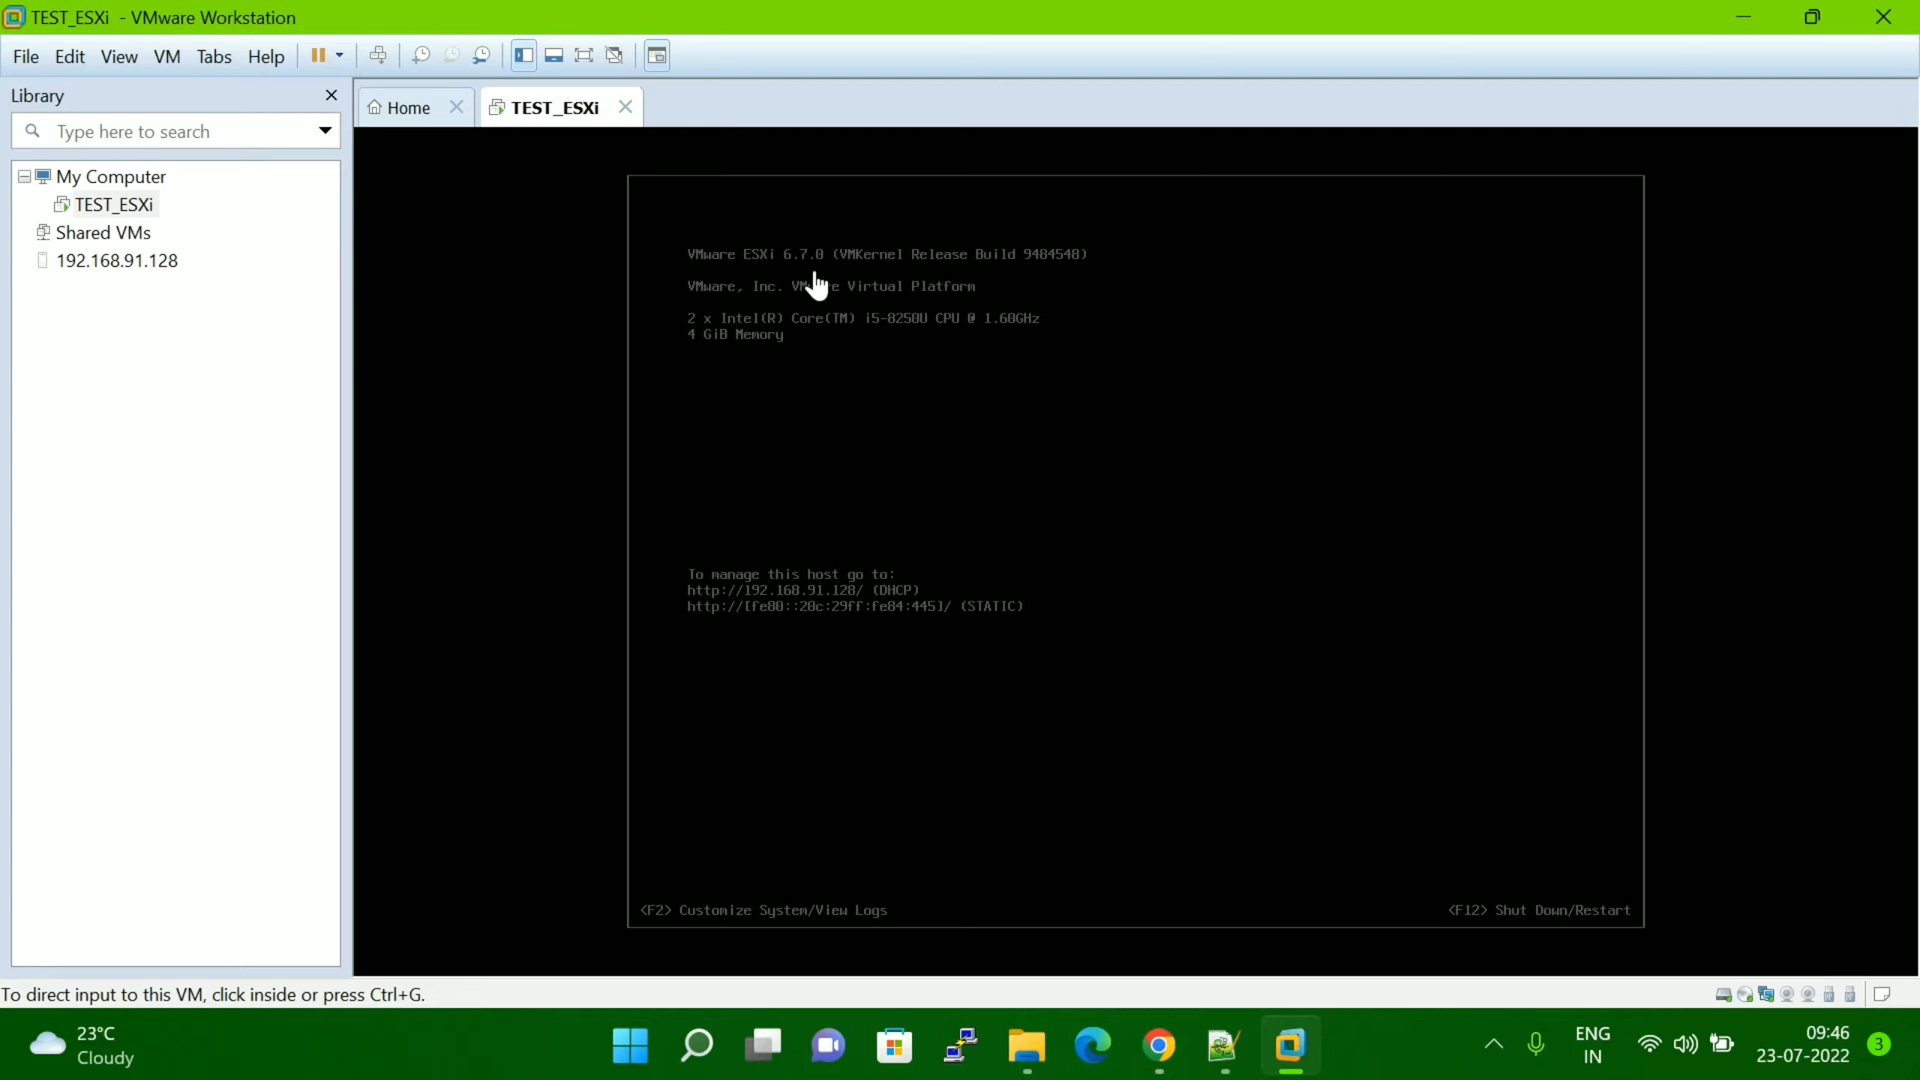 TEST_ESXi - VMware Workstation
File Edit View VM Tabs Help
Library
Type here to search
My Computer
TEST_ESXi
Shared VMs
192.168.91.128
Home
TEST_ESXi
VMware ESXi 6.7.0 (VMKernel Release Build 9484548)
VMware, Inc. Virtual Platform
2 x Intel(R) Core(TM) i5-8250U CPU @ 1.60GHz
4 GiB Memory
To manage this host go to:
http://192.168.91.128/ (DHCP)
http://[fe80::20c:29ff:fe84:445]/ (STATIC)
<F2> Customize System/View Logs
<F12> Shut Down/Restart
To direct input to this VM, click inside or press Ctrl+G.
23°C
Cloudy
ENG
IN
09:46
23-07-2022
3